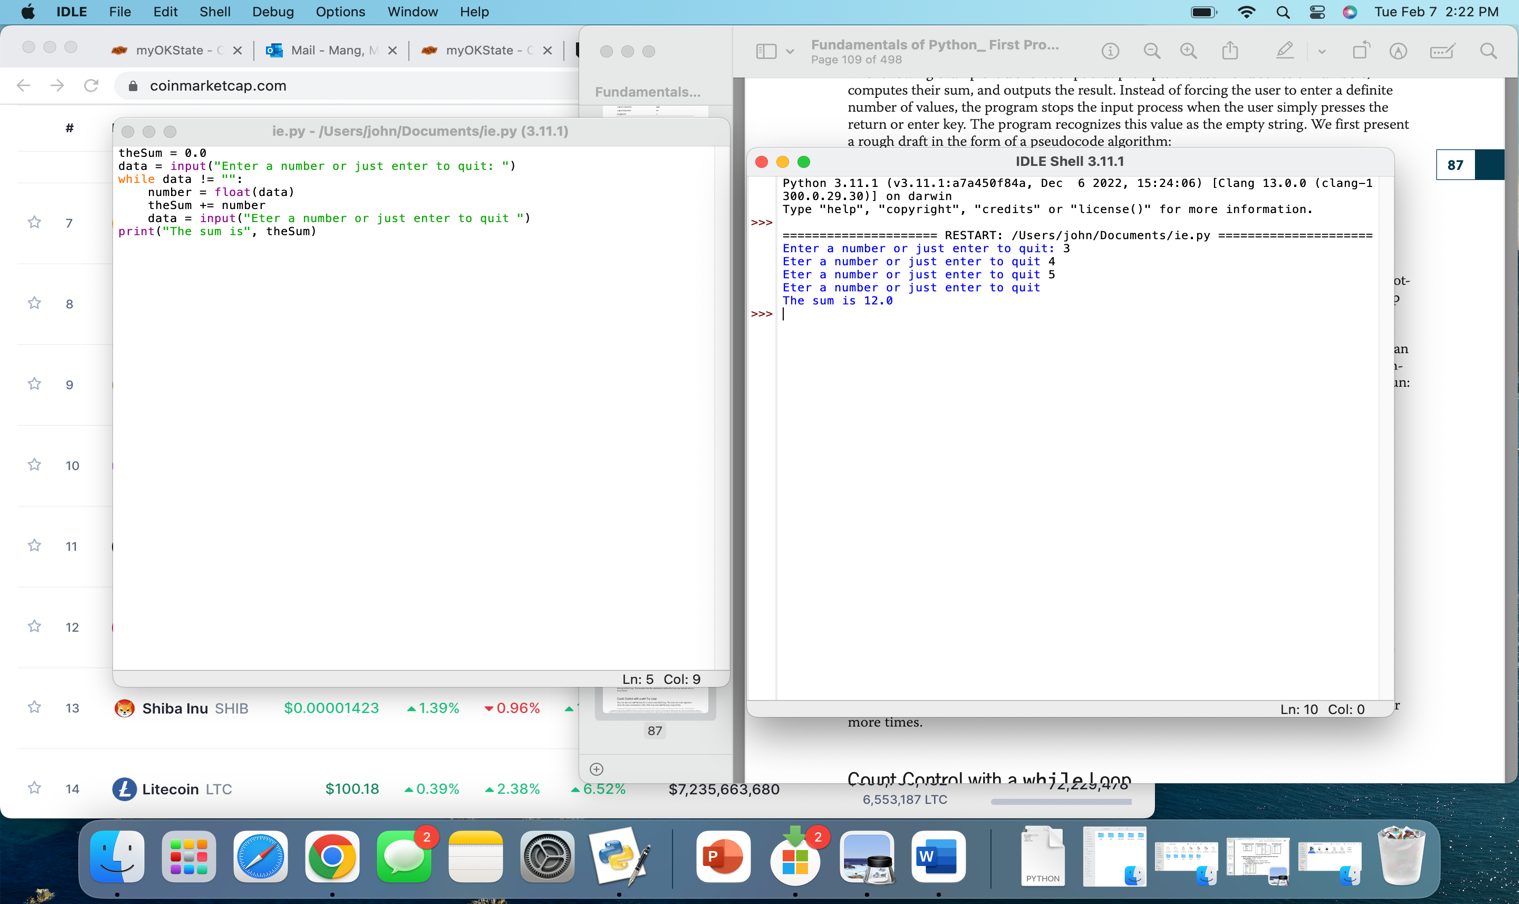 IDLE File Edit Shell Debug Options Window Help Tue Feb 7 2:22 PM
myOKState - C × Mail - Mang, M × myOKState - C ×
coinmarketcap.com
Fundamentals of Python_ First Pro...
Page 109 of 498
Fundamentals...
computes their sum, and outputs the result. Instead of forcing the user to enter a definite
number of values, the program stops the input process when the user simply presses the
return or enter key. The program recognizes this value as the empty string. We first present
a rough draft in the form of a pseudocode algorithm:
87
#
ie.py - /Users/john/Documents/ie.py (3.11.1)
theSum = 0.0
data = input("Enter a number or just enter to quit: ")
while data != "":
    number = float(data)
    theSum += number
    data = input("Eter a number or just enter to quit ")
print("The sum is", theSum)
Ln: 5 Col: 9
IDLE Shell 3.11.1
Python 3.11.1 (v3.11.1:a7a450f84a, Dec  6 2022, 15:24:06) [Clang 13.0.0 (clang-1
300.0.29.30)] on darwin
Type "help", "copyright", "credits" or "license()" for more information.
>>>
===================== RESTART: /Users/john/Documents/ie.py =====================
Enter a number or just enter to quit: 3
Eter a number or just enter to quit 4
Eter a number or just enter to quit 5
Eter a number or just enter to quit
The sum is 12.0
>>>
Ln: 10 Col: 0
ot-
an
n-
un:
r
more times.
Count Control with a while Loop
7
8
9
10
11
12
13 Shiba Inu SHIB $0.00001423 1.39% 0.96%
87
14 Litecoin LTC $100.18 0.39% 2.38% 6.52% $7,235,663,680
6,553,187 LTC 72,229,478
2
2
PYTHON